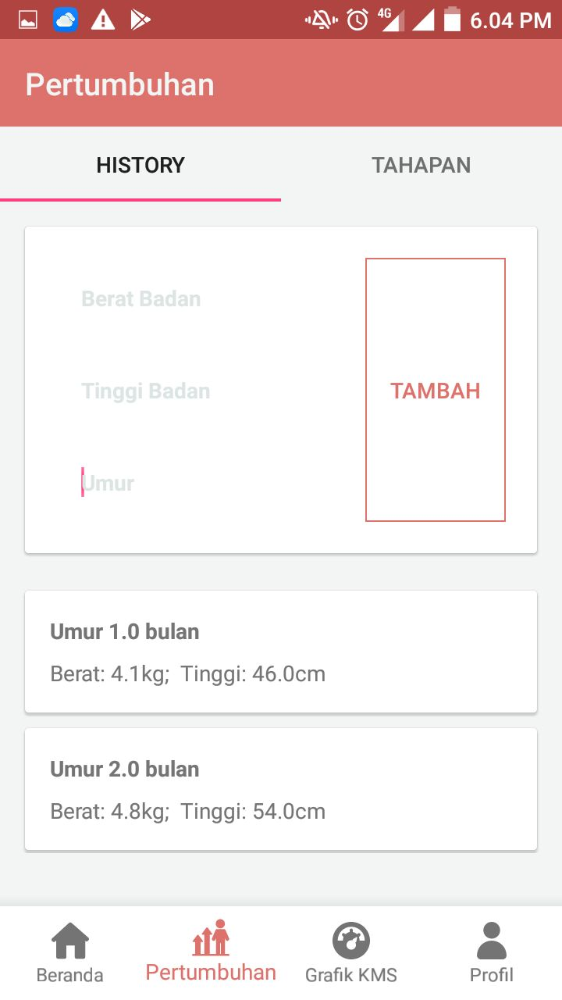 4G 6.04 PM
Pertumbuhan
HISTORY TAHAPAN
Berat Badan
Tinggi Badan
Umur
TAMBAH
Umur 1.0 bulan
Berat: 4.1kg;  Tinggi: 46.0cm
Umur 2.0 bulan
Berat: 4.8kg;  Tinggi: 54.0cm
Beranda Pertumbuhan Grafik KMS Profil